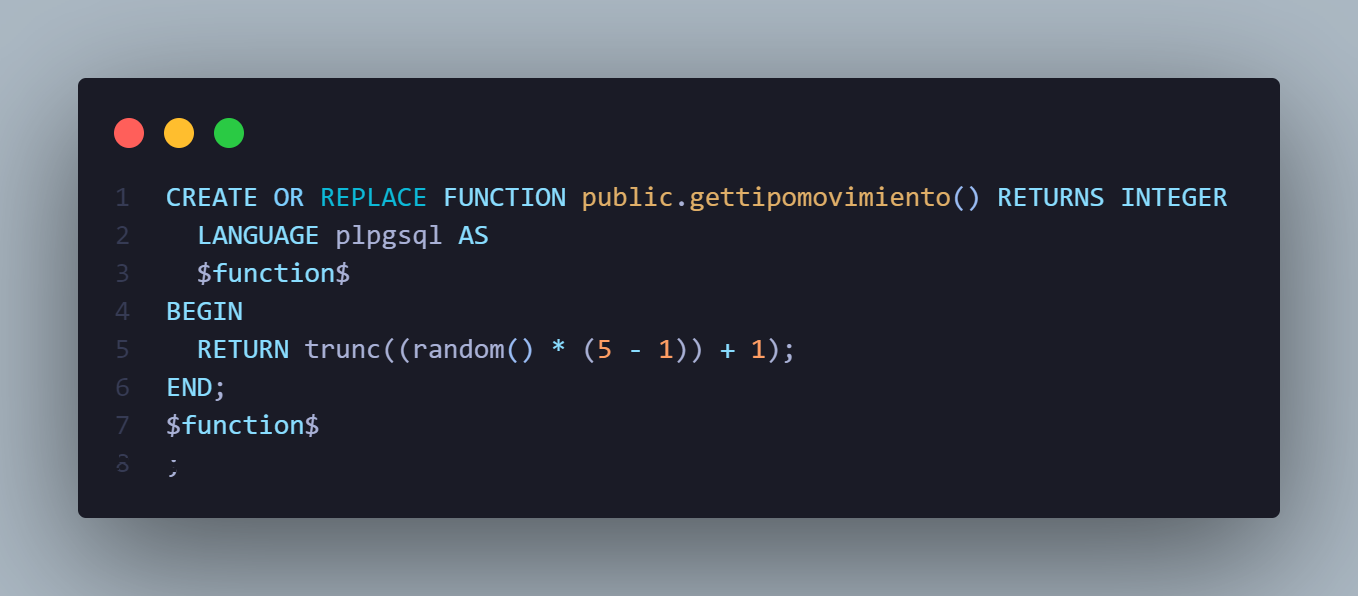 1 CREATE OR REPLACE FUNCTION public.gettipomovimiento() RETURNS INTEGER
2 LANGUAGE plpgsql AS
3 $function$
4 BEGIN
5 RETURN trunc((random() * (5 - 1)) + 1);
6 END;
7 $function$
8 ;